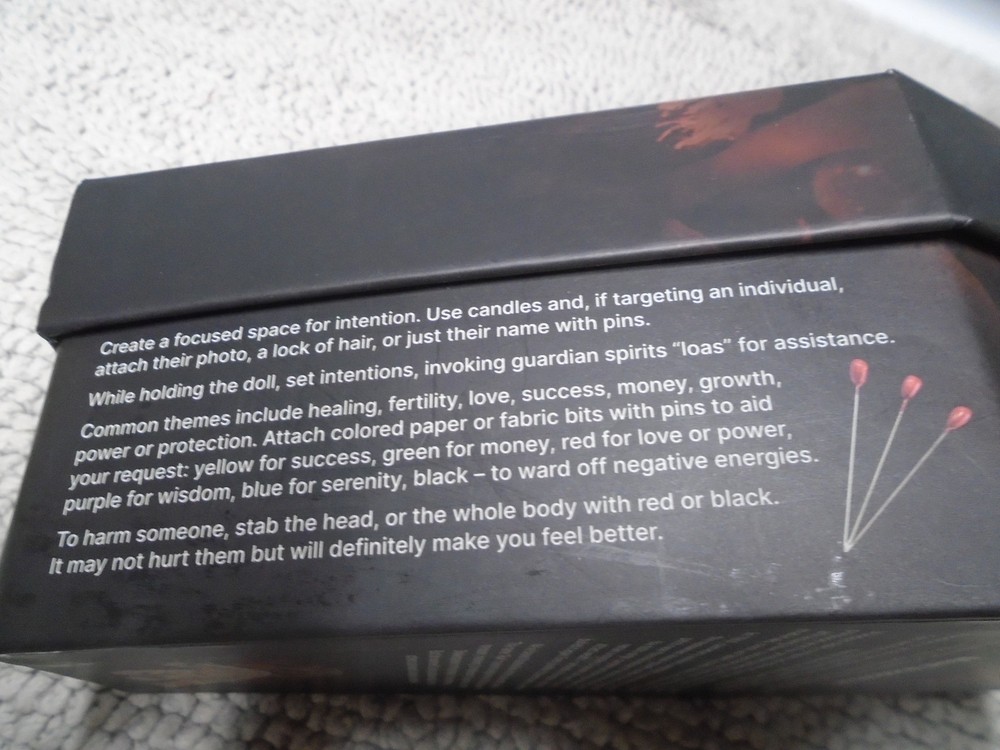 Create a focused space for intention. Use candles and, if targeting an individual,
attach their photo, a lock of hair, or just their name with pins.
While holding the doll, set intentions, invoking guardian spirits “loas” for assistance.
Common themes include healing, fertility, love, success, money, growth,
power or protection. Attach colored paper or fabric bits with pins to aid
your request: yellow for success, green for money, red for love or power,
purple for wisdom, blue for serenity, black – to ward off negative energies.
To harm someone, stab the head, or the whole body with red or black.
It may not hurt them but will definitely make you feel better.